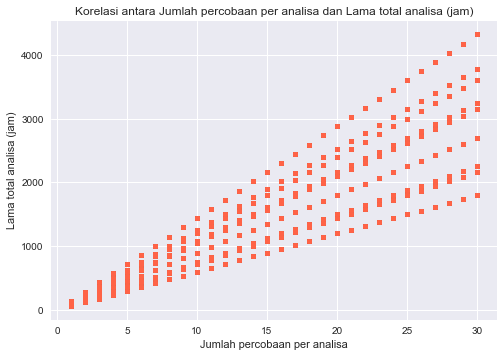 Korelasi antara Jumlah percobaan per analisa dan Lama total analisa (jam)
Lama total analisa (jam)
4000
3000
2000
1000
0
0 5 10 15 20 25 30
Jumlah percobaan per analisa